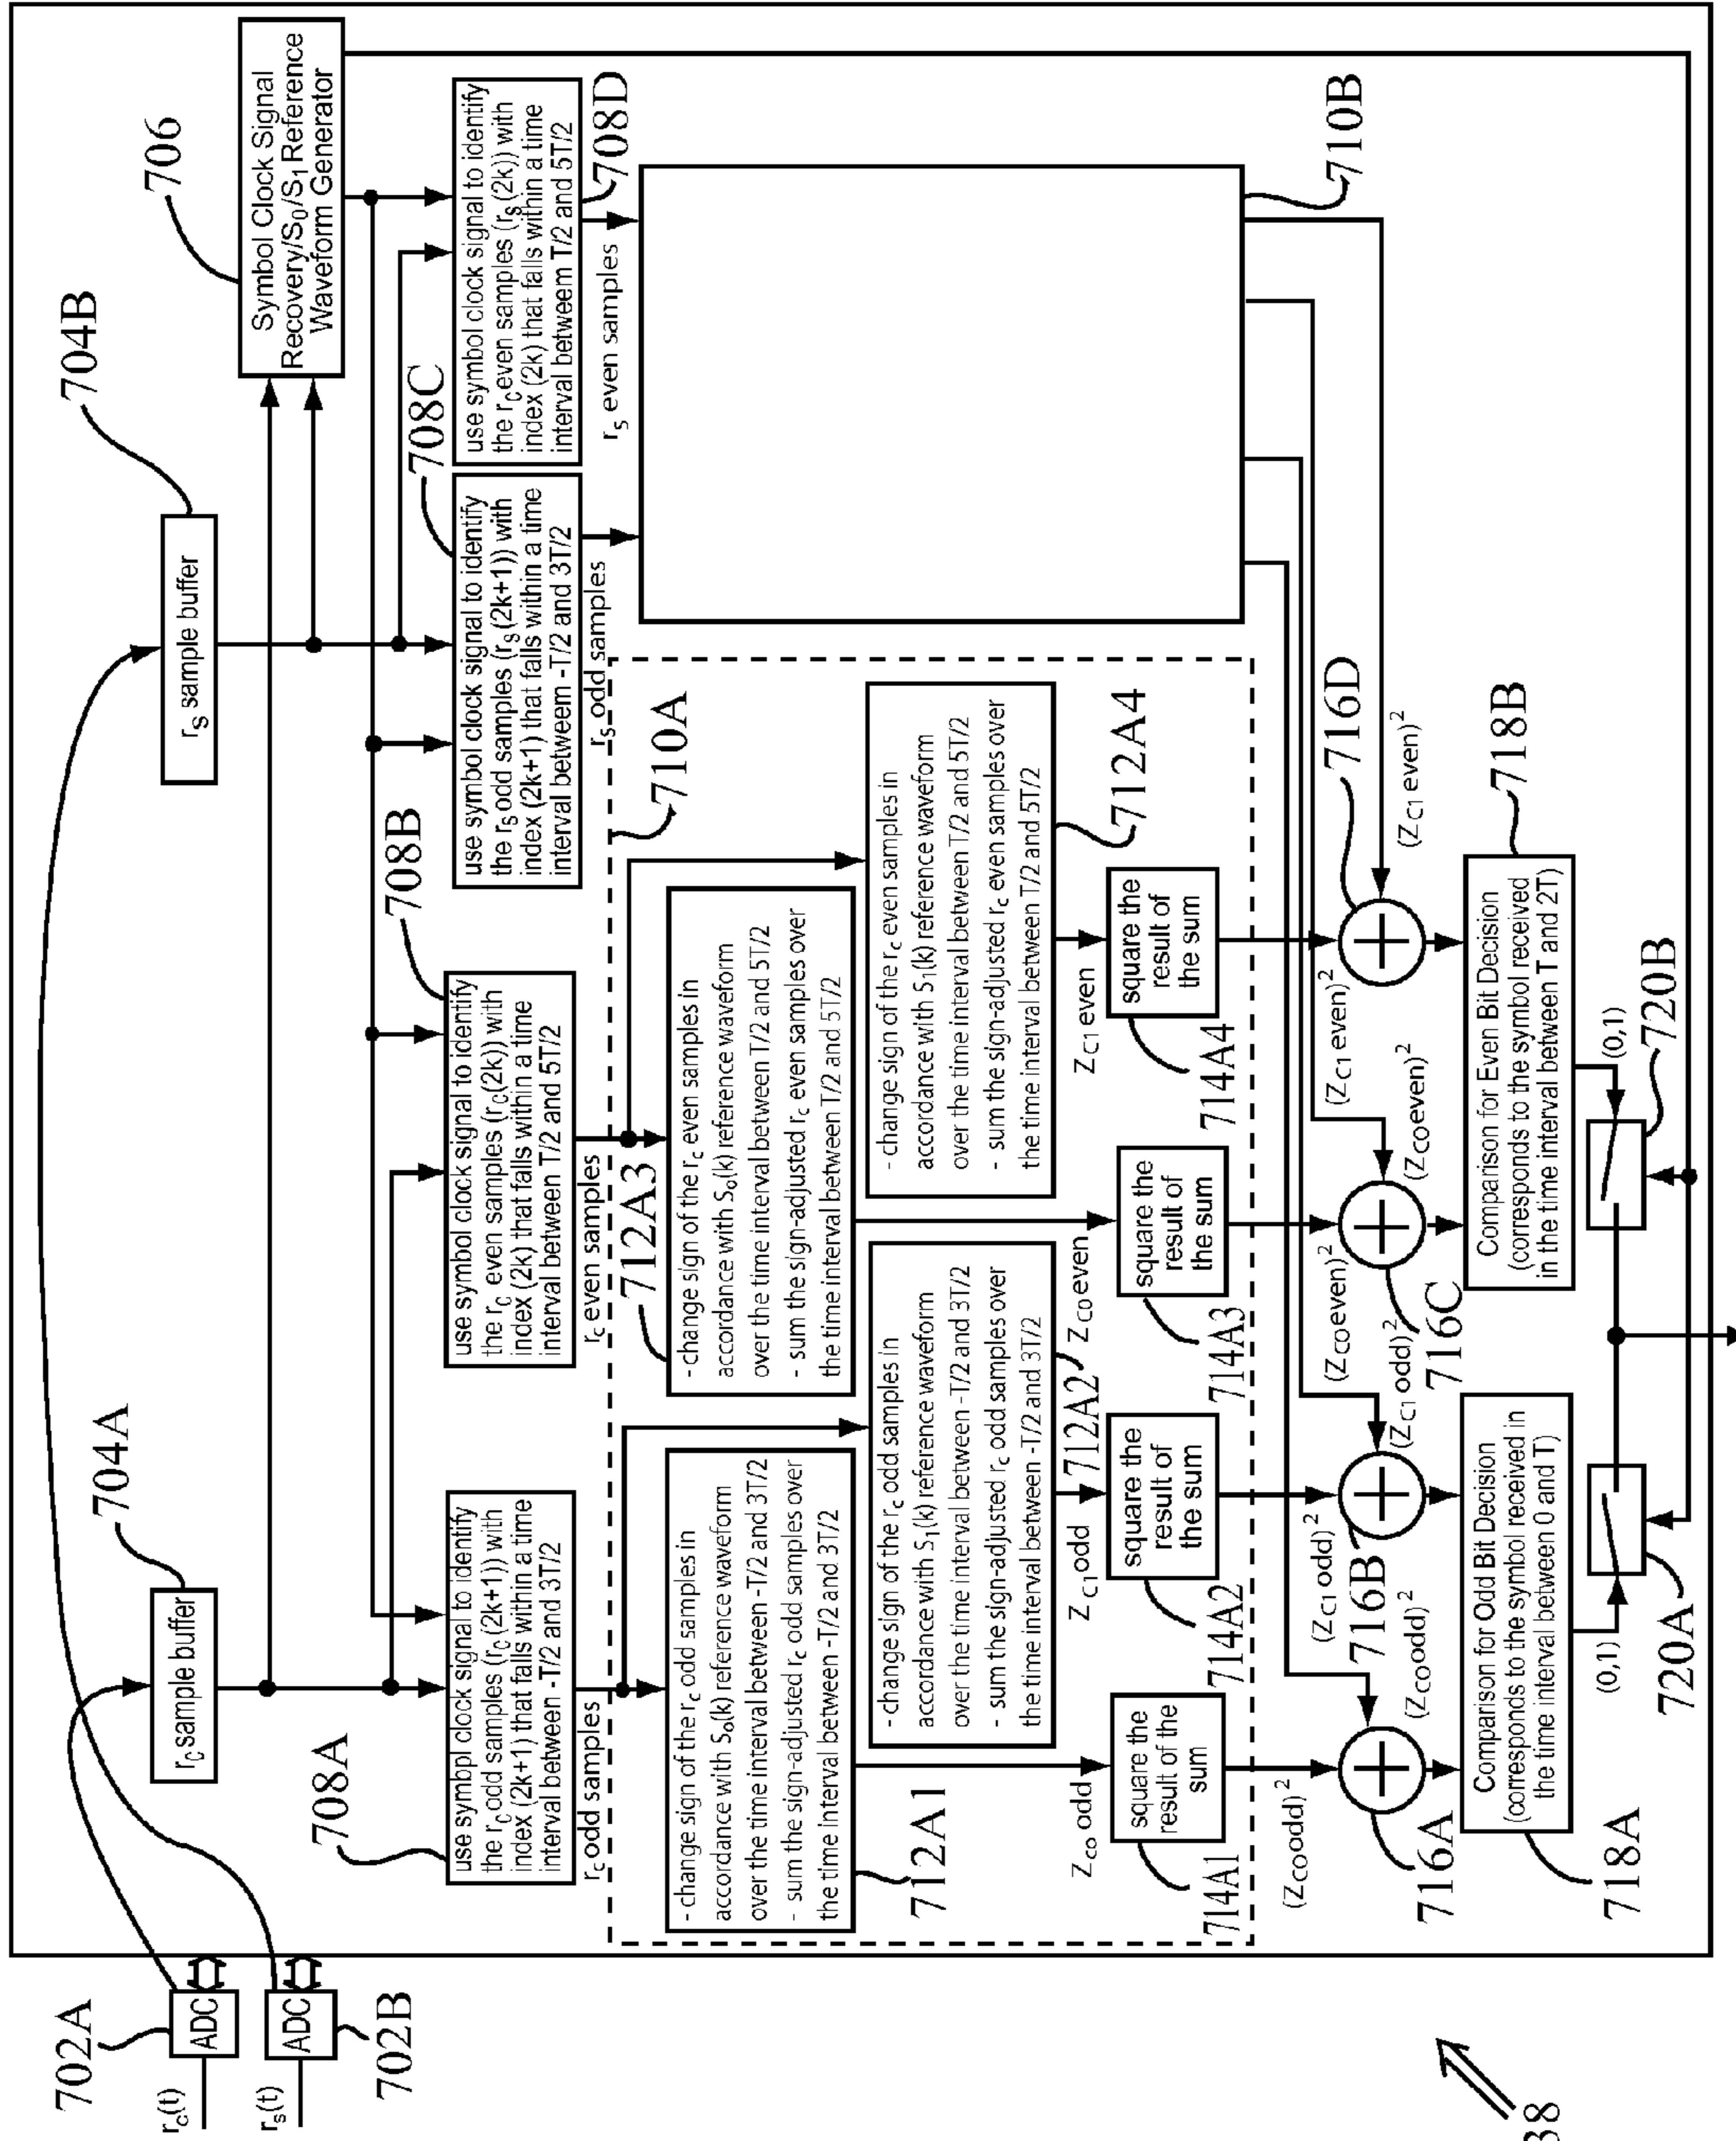 702A
r_c(t)
ADC
r_s(t)
ADC
702B
704A
r_C sample buffer
704B
r_S sample buffer
706
Symbol Clock Signal
Recovery/S_0/S_1 Reference
Waveform Generator
708A
use symbpl clock signal to identify
the r_C odd samples (r_C (2k+1)) with
index (2k+1) that falls within a time
interval between -T/2 and 3T/2
r_C odd samples
708B
use symbol clock signal to identify
the r_C even samples (r_C(2k)) with
index (2k) that falls within a time
interval between T/2 and 5T/2
r_C even samples
708C
use symbol clock signal to identify
the r_S odd samples (r_S (2k+1)) with
index (2k+1) that falls within a time
interval betweem -T/2 and 3T/2
r_S odd samples
708D
use symbol clock signal to identify
the r_C even samples (r_S (2k)) with
index (2k) that falls within a time
interval betweem T/2 and 5T/2
r_S even samples
710A
710B
- change sign of the r_c odd samples in
accordance with S_o(k) reference waveform
over the time interval between -T/2 and 3T/2
- sum the sign-adjusted r_c odd samples over
the time interval between -T/2 and 3T/2
712A1
- change sign of the r_c odd samples in
accordance with S_1(k) reference waveform
over the time interval between -T/2 and 3T/2
- sum the sign-adjusted r_c odd samples over
the time interval between -T/2 and 3T/2
712A2
712A3
- change sign of the r_c even samples in
accordance with S_o(k) reference waveform
over the time interval between T/2 and 5T/2
- sum the sign-adjusted r_c even samples over
the time interval between T/2 and 5T/2
- change sign of the r_c even samples in
accordance with S_1(k) reference waveform
over the time interval between T/2 and 5T/2
- sum the sign-adjusted r_c even samples over
the time interval between T/2 and 5T/2
712A4
Z_CO odd
Z_C1 odd
Z_CO even
Z_C1 even
square the
result of the
sum
714A1
square the
result of
the sum
714A2
square the
result of
the sum
714A3
square the
result of
the sum
714A4
(Z_CO odd)²
(Z_C1 odd)²
(Z_CO even)²
(Z_C1 even)²
716A
(Z_CO odd)²
716B
(Z_C1 odd)²
716C
(Z_CO even)²
716D
(Z_C1 even)²
718A
Comparison for Odd Bit Decision
(corresponds to the symbol received in
the time interval between 0 and T)
718B
Comparison for Even Bit Decision
(corresponds to the symbol received
in the time interval between T and 2T)
(0,1)
720A
(0,1)
720B